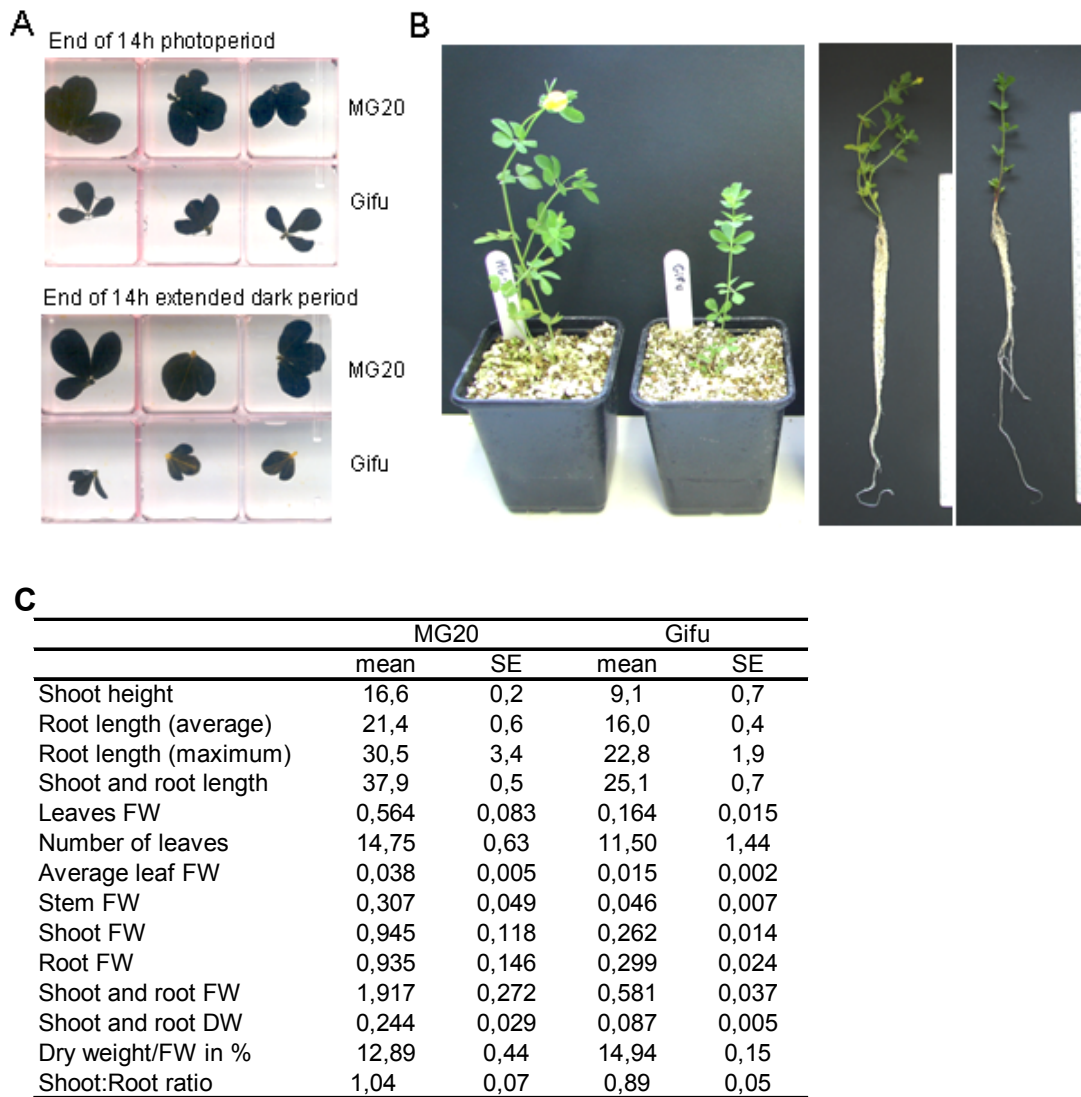 A
End of 14h photoperiod
MG20
Gifu
End of 14h extended dark period
MG20
Gifu
B
Gifu
C
MG20 Gifu
mean SE mean SE
Shoot height 16,6 0,2 9,1 0,7
Root length (average) 21,4 0,6 16,0 0,4
Root length (maximum) 30,5 3,4 22,8 1,9
Shoot and root length 37,9 0,5 25,1 0,7
Leaves FW 0,564 0,083 0,164 0,015
Number of leaves 14,75 0,63 11,50 1,44
Average leaf FW 0,038 0,005 0,015 0,002
Stem FW 0,307 0,049 0,046 0,007
Shoot FW 0,945 0,118 0,262 0,014
Root FW 0,935 0,146 0,299 0,024
Shoot and root FW 1,917 0,272 0,581 0,037
Shoot and root DW 0,244 0,029 0,087 0,005
Dry weight/FW in % 12,89 0,44 14,94 0,15
Shoot:Root ratio 1,04 0,07 0,89 0,05